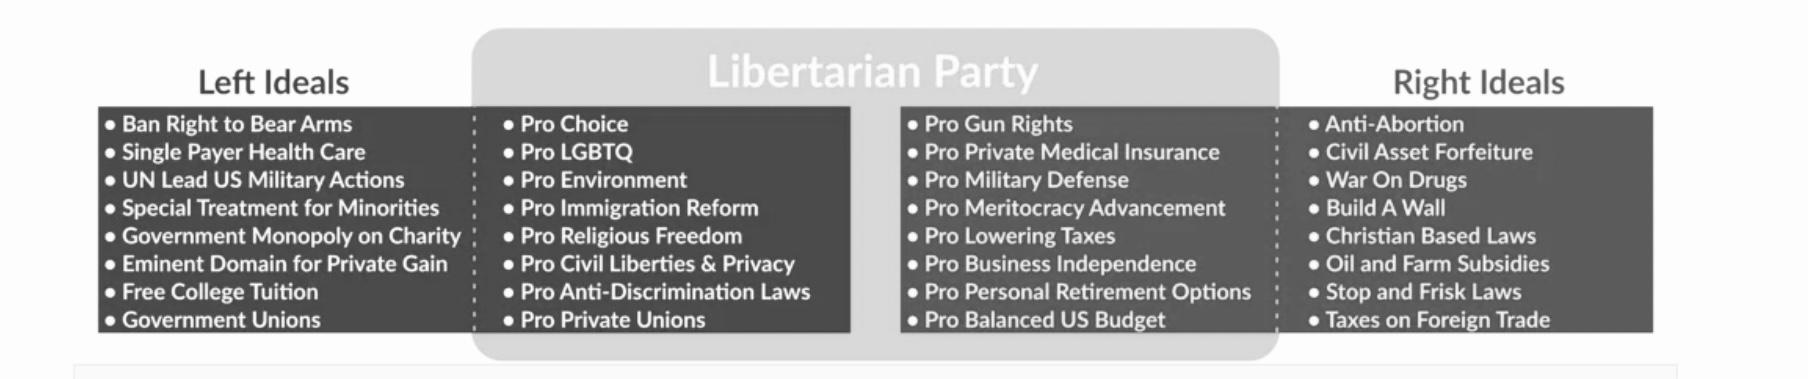 Libertarian Party
Left Ideals
• Ban Right to Bear Arms
• Single Payer Health Care
• UN Lead US Military Actions
• Special Treatment for Minorities
• Government Monopoly on Charity
• Eminent Domain for Private Gain
• Free College Tuition
• Government Unions
• Pro Choice
• Pro LGBTQ
• Pro Environment
• Pro Immigration Reform
• Pro Religious Freedom
• Pro Civil Liberties & Privacy
• Pro Anti-Discrimination Laws
• Pro Private Unions
• Pro Gun Rights
• Pro Private Medical Insurance
• Pro Military Defense
• Pro Meritocracy Advancement
• Pro Lowering Taxes
• Pro Business Independence
• Pro Personal Retirement Options
• Pro Balanced US Budget
Right Ideals
• Anti-Abortion
• Civil Asset Forfeiture
• War On Drugs
• Build A Wall
• Christian Based Laws
• Oil and Farm Subsidies
• Stop and Frisk Laws
• Taxes on Foreign Trade